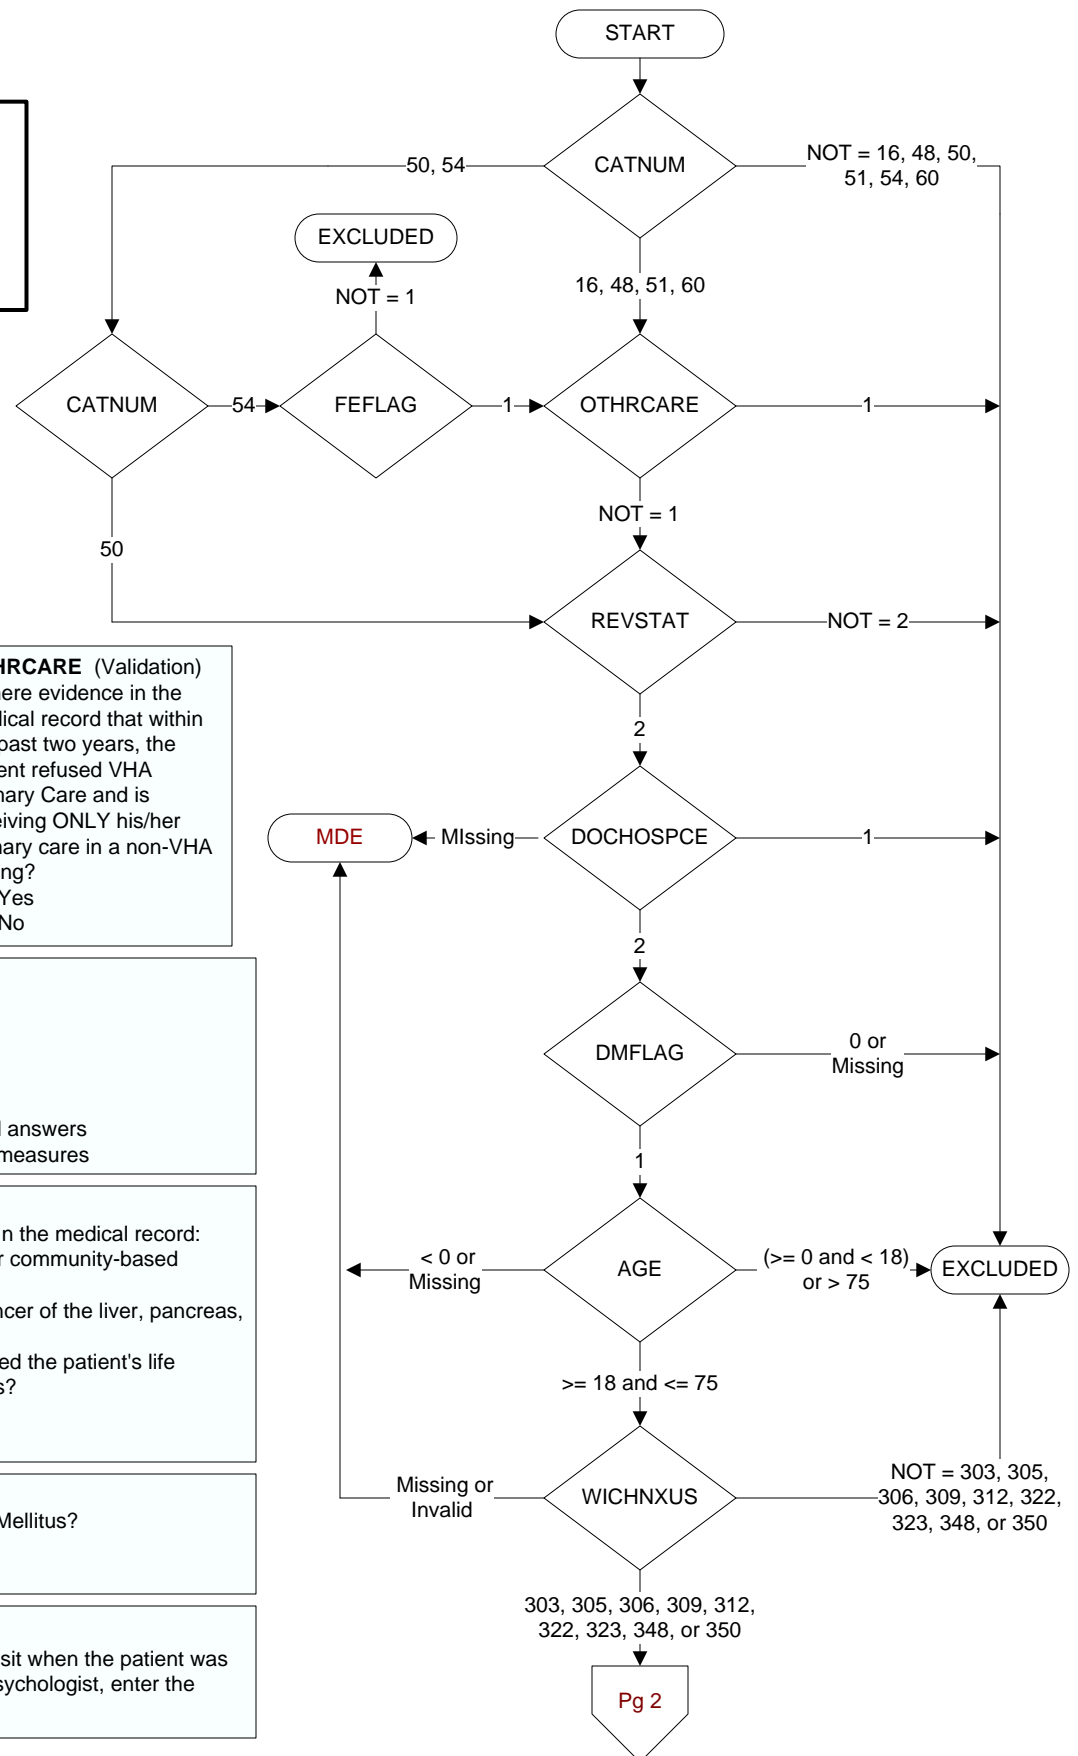 START
CATNUM
50, 54
NOT = 16, 48, 50,
51, 54, 60
EXCLUDED
NOT = 1
16, 48, 51, 60
CATNUM
54
FEFLAG
1
OTHRCARE
1
50
NOT = 1
REVSTAT
NOT = 2
2
HRCARE (Validation)
here evidence in the
dical record that within
past two years, the
ent refused VHA
nary Care and is
eiving ONLY his/her
nary care in a non-VHA
ng?
Yes
No
MDE
MIssing
DOCHOSPCE
1
2
DMFLAG
0 or
Missing
1
l answers
measures
n the medical record:
r community-based
ncer of the liver, pancreas,
ed the patient's life
s?
< 0 or
Missing
AGE
(>= 0 and < 18)
or > 75
EXCLUDED
>= 18 and <= 75
Missing or
Invalid
WICHNXUS
NOT = 303, 305,
306, 309, 312, 322,
323, 348, or 350
Mellitus?
303, 305, 306, 309, 312,
322, 323, 348, or 350
sit when the patient was
sychologist, enter the
Pg 2